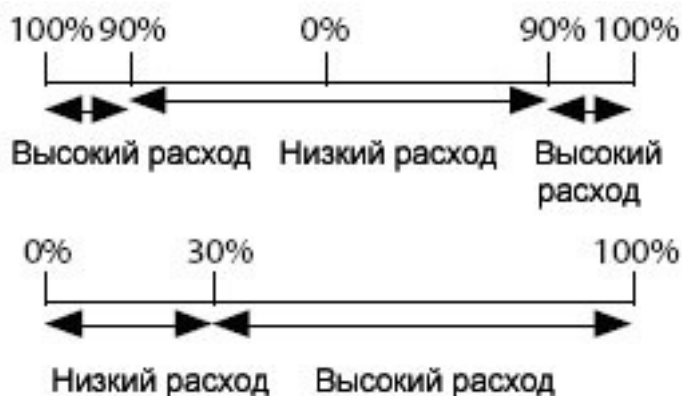 100% 90% 0% 90% 100%
Высокий расход Низкий расход Высокий
расход
0% 30% 100%
Низкий расход Высокий расход